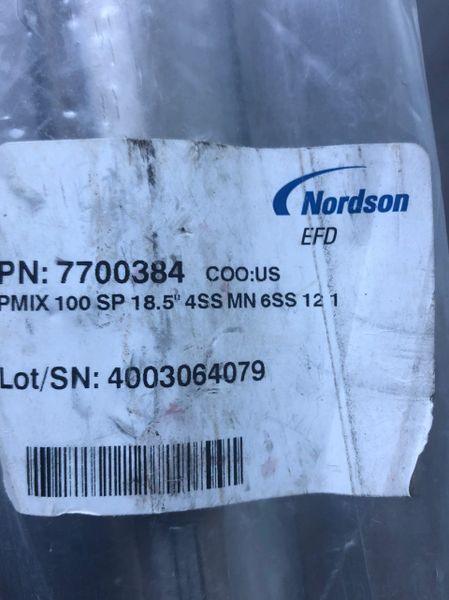 Nordson
EFD
PN: 7700384 COO:US
PMIX 100 SP 18.5" 4SS MN 6SS 12 1
Lot/SN: 4003064079